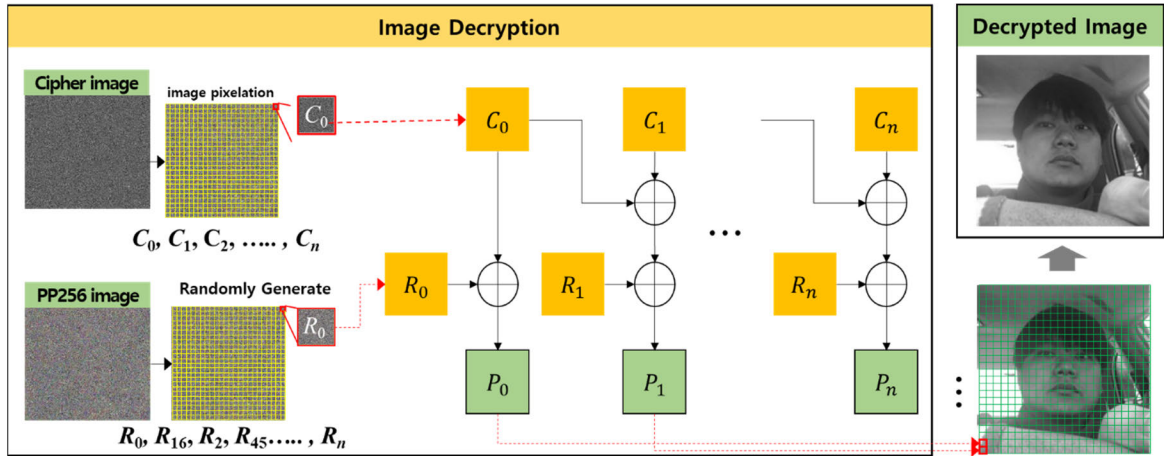 Image Decryption
Decrypted Image
Cipher image
image pixelation
C₀
C₀
C₁
Cₙ
C₀, C₁, C₂, ….. , Cₙ
...
PP256 image
Randomly Generate
R₀
R₀
R₁
Rₙ
P₀
P₁
Pₙ
R₀, R₁₆, R₂, R₄₅….. , Rₙ